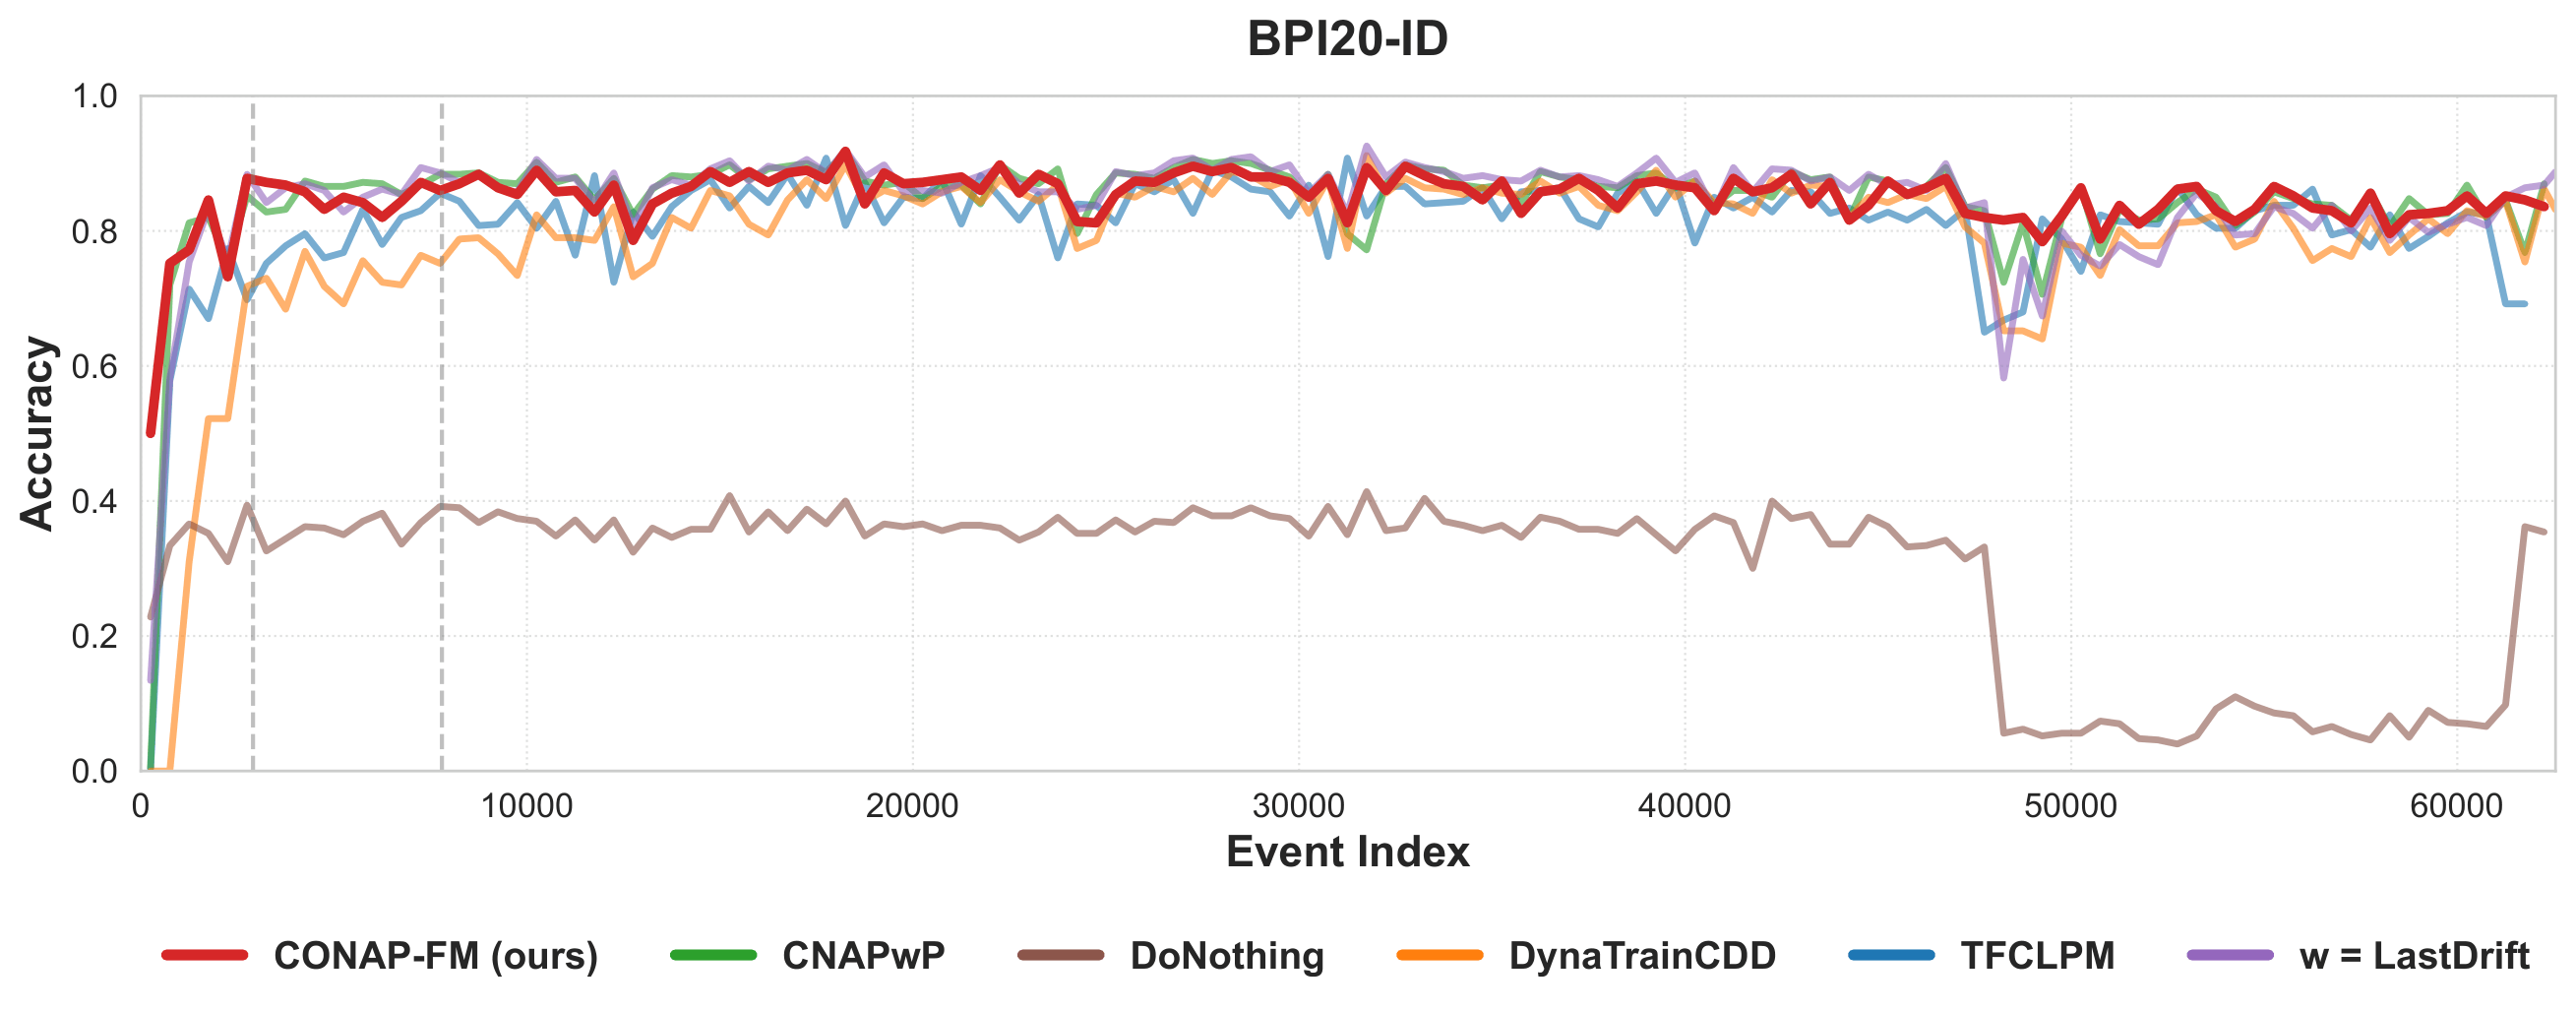 BPI20-ID
1.0
0.8
0.6
0.4
0.2
0.0
Accuracy
0 10000 20000 30000 40000 50000 60000
Event Index
CONAP-FM (ours) CNAPwP DoNothing DynaTrainCDD TFCLPM w = LastDrift